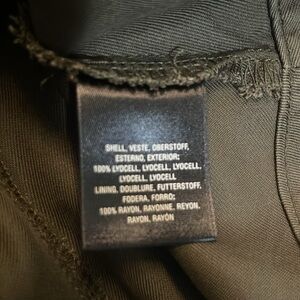 SHELL, VESTE, OBERSTOFF,
ESTERNO, EXTERIOR:
100% LYOCELL, LYOCELL, LYOCELL,
LYOCELL, LYOCELL
LINING, DOUBLURE, FUTTERSTOFF,
FODERA, FORRO:
100% RAYON, RAYONNE, REYON,
RAYON, RAYÓN